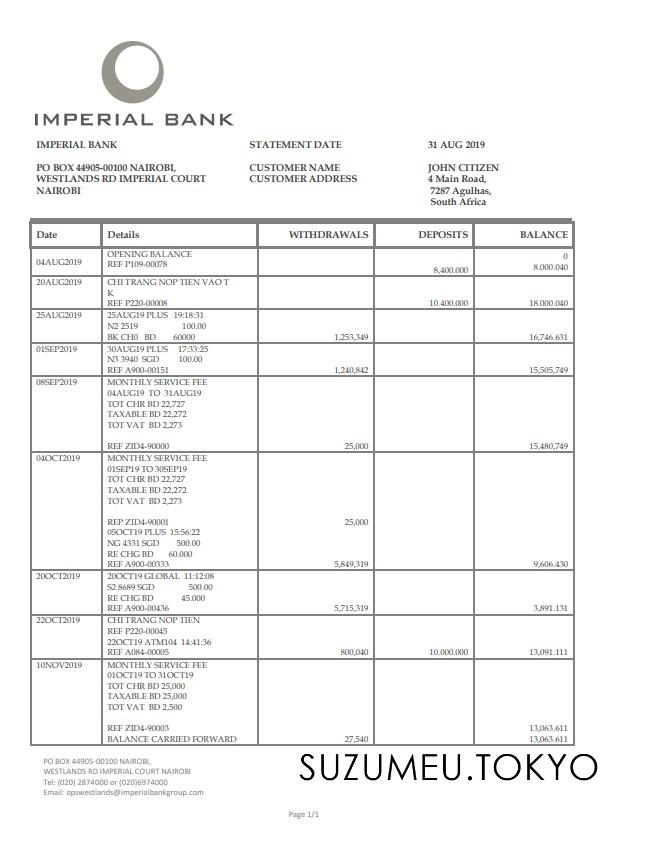 IMPERIAL BANK
IMPERIAL BANK STATEMENT DATE 31 AUG 2019
PO BOX 44905-00100 NAIROBI, CUSTOMER NAME JOHN CITIZEN
WESTLANDS RD IMPERIAL COURT CUSTOMER ADDRESS 4 Main Road,
NAIROBI 7287 Agulhas,
South Africa
Date Details WITHDRAWALS DEPOSITS BALANCE
04AUG2019 OPENING BALANCE 0
REF P109-00078 8,400.000 8.000.040
20AUG2019 CHI TRANG NOP TIEN VAO T
K
REF P220-00008 10.400.000 18.000.040
25AUG2019 25AUG19 PLUS 19:18:31
N2 2519 100.00
BK CH0 BD 60000 1,253,349 16,746.631
01SEP2019 30AUG19 PLUS 17:33:25
N3 3940 SGD 100.00
REF A900-00151 1,240,842 15,505,749
08SEP2019 MONTHLY SERVICE FEE
04AUG19 TO 31AUG19
TOT CHR BD 22,727
TAXABLE BD 22,272
TOT VAT BD 2,273
REF ZID4-90000 25,000 15,480,749
04OCT2019 MONTHLY SERVICE FEE
01SEP19 TO 30SEP19
TOT CHR BD 22,727
TAXABLE BD 22,272
TOT VAT BD 2,273
REP ZID4-90001 25,000
05OCT19 PLUS 15:56:22
NG 4331 SGD 500.00
RE CHG BD 60.000
REF A900-00333 5,849,319 9,606.430
20OCT2019 20OCT19 GLOBAL 11:12:08
S2 8689 SGD 500.00
RE CHG BD 45.000
REF A900-00436 5,715,319 3,891.131
22OCT2019 CHI TRANG NOP TIEN
REF P220-00045
22OCT19 ATM104 14:41:36
REF A084-00005 800,040 10.000.000 13,091.111
10NOV2019 MONTHLY SERVICE FEE
01OCT19 TO 31OCT19
TOT CHR BD 25,000
TAXABLE BD 25,000
TOT VAT BD 2,500
REF ZID4-90003 13,063.611
BALANCE CARRIED FORWARD 27,540 13,063.611
PO BOX 44905-00100 NAIROBI,
WESTLANDS RD IMPERIAL COURT NAIROBI
Tel: (020) 2874000 or (020)6974000
Email: opswestlands@imperialbankgroup.com
SUZUMEU.TOKYO
Page 1/1